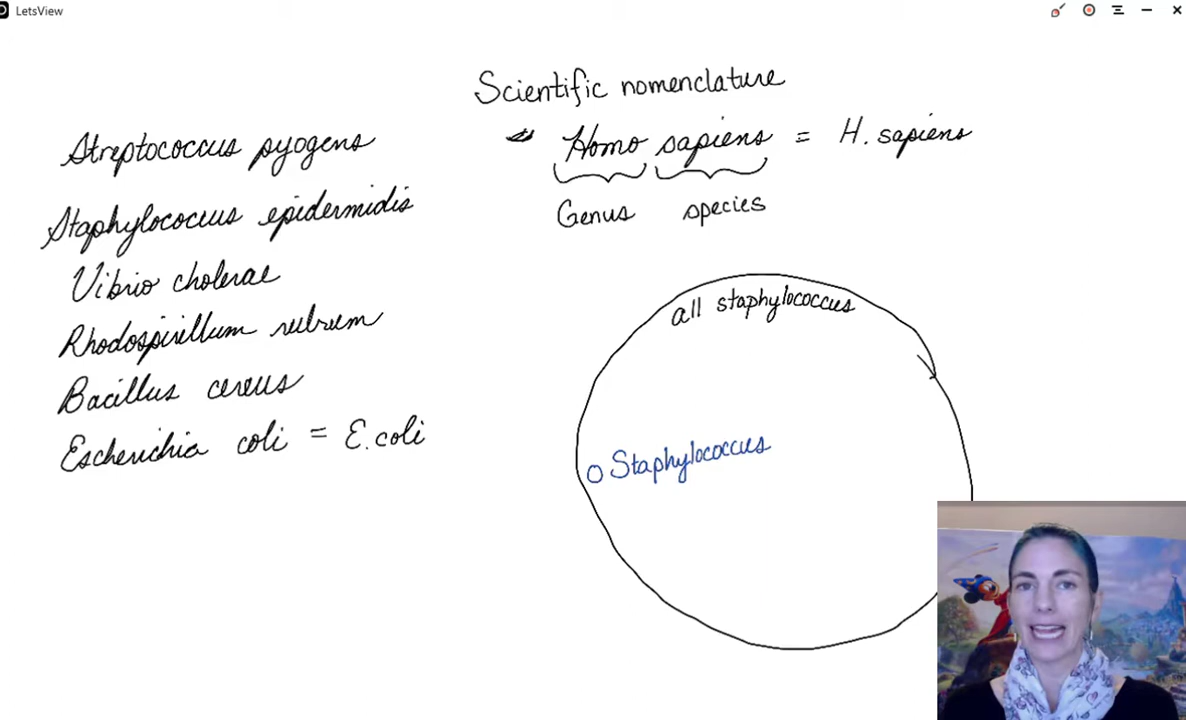 LetsView
Scientific nomenclature
Homo sapiens = H. sapiens
Genus species
Streptococcus pyogens
Staphylococcus epidermidis
Vibrio cholerae
Rhodospirillum rubrum
Bacillus cereus
Escherichia coli = E. coli
all staphylococcus
O Staphylococcus